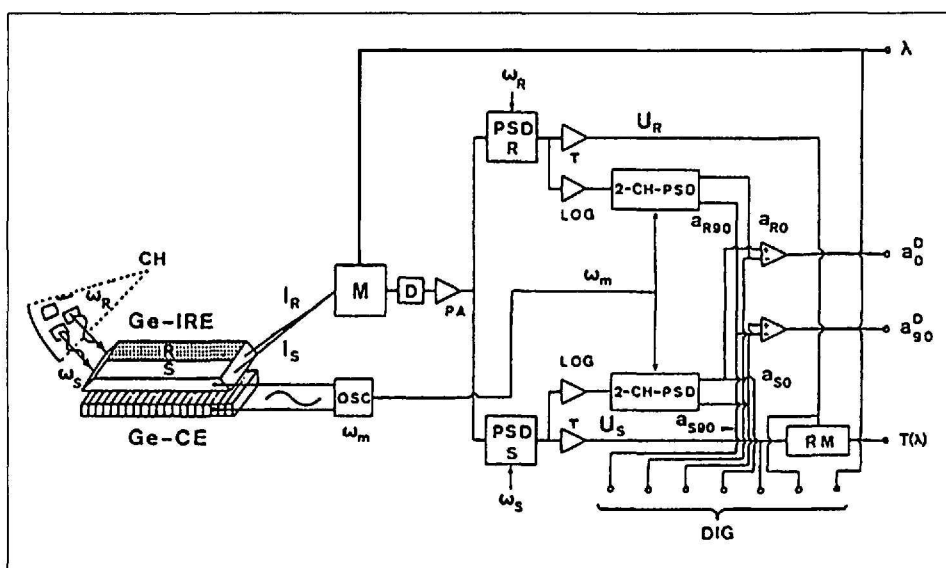 λ
ω_R
PSD
R
U_R
T
LOG
2-CH-PSD
a_R90
a_R0
CH
ω_R
I_R
M
D
PA
ω_m
a_0^D
Ge-IRE
R
S
I_S
ω_S
a_90^D
LOG
2-CH-PSD
a_S0
OSC
ω_m
Ge-CE
PSD
S
T
U_S
a_S90
RM
T(λ)
ω_S
DIG